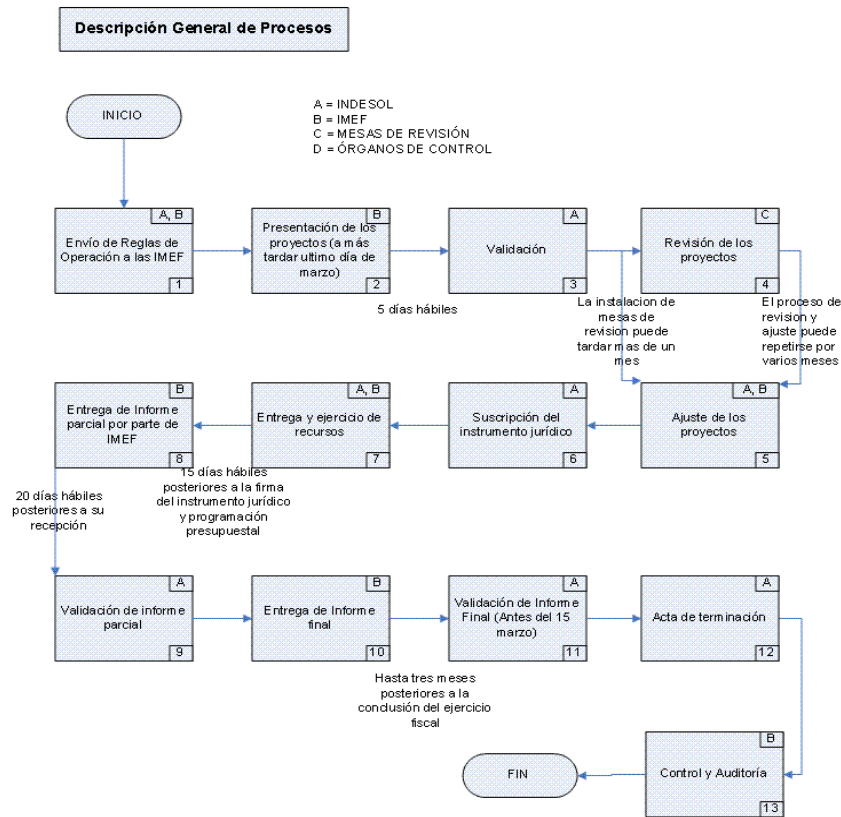 Descripción General de Procesos
INICIO
A = INDESOL
B = IMEF
C = MESAS DE REVISIÓN
D = ÓRGANOS DE CONTROL
A, B
Envío de Reglas de
Operación a las IMEF
1
B
Presentación de los
proyectos (a más
tardar ultimo día de
marzo)
2
A
Validación
3
C
Revisión de los
proyectos
4
5 días hábiles
La instalacion de
mesas de
revision puede
tardar mas de un
mes
El proceso de
revision y
ajuste puede
repetirse por
varios meses
A, B
Ajuste de los
proyectos
5
A
Suscripción del
instrumento jurídico
6
A, B
Entrega y ejercicio de
recursos
7
B
Entrega de Informe
parcial por parte de
IMEF
8
15 días hábiles
posteriores a la firma
del instrumento jurídico
y programación
presupuestal
20 días hábiles
posteriores a su
recepción
A
Validación de informe
parcial
9
B
Entrega de Informe
final
10
A
Validación de Informe
Final (Antes del 15
marzo)
11
A
Acta de terminación
12
Hasta tres meses
posteriores a la
conclusión del ejercicio
fiscal
B
Control y Auditoría
13
FIN